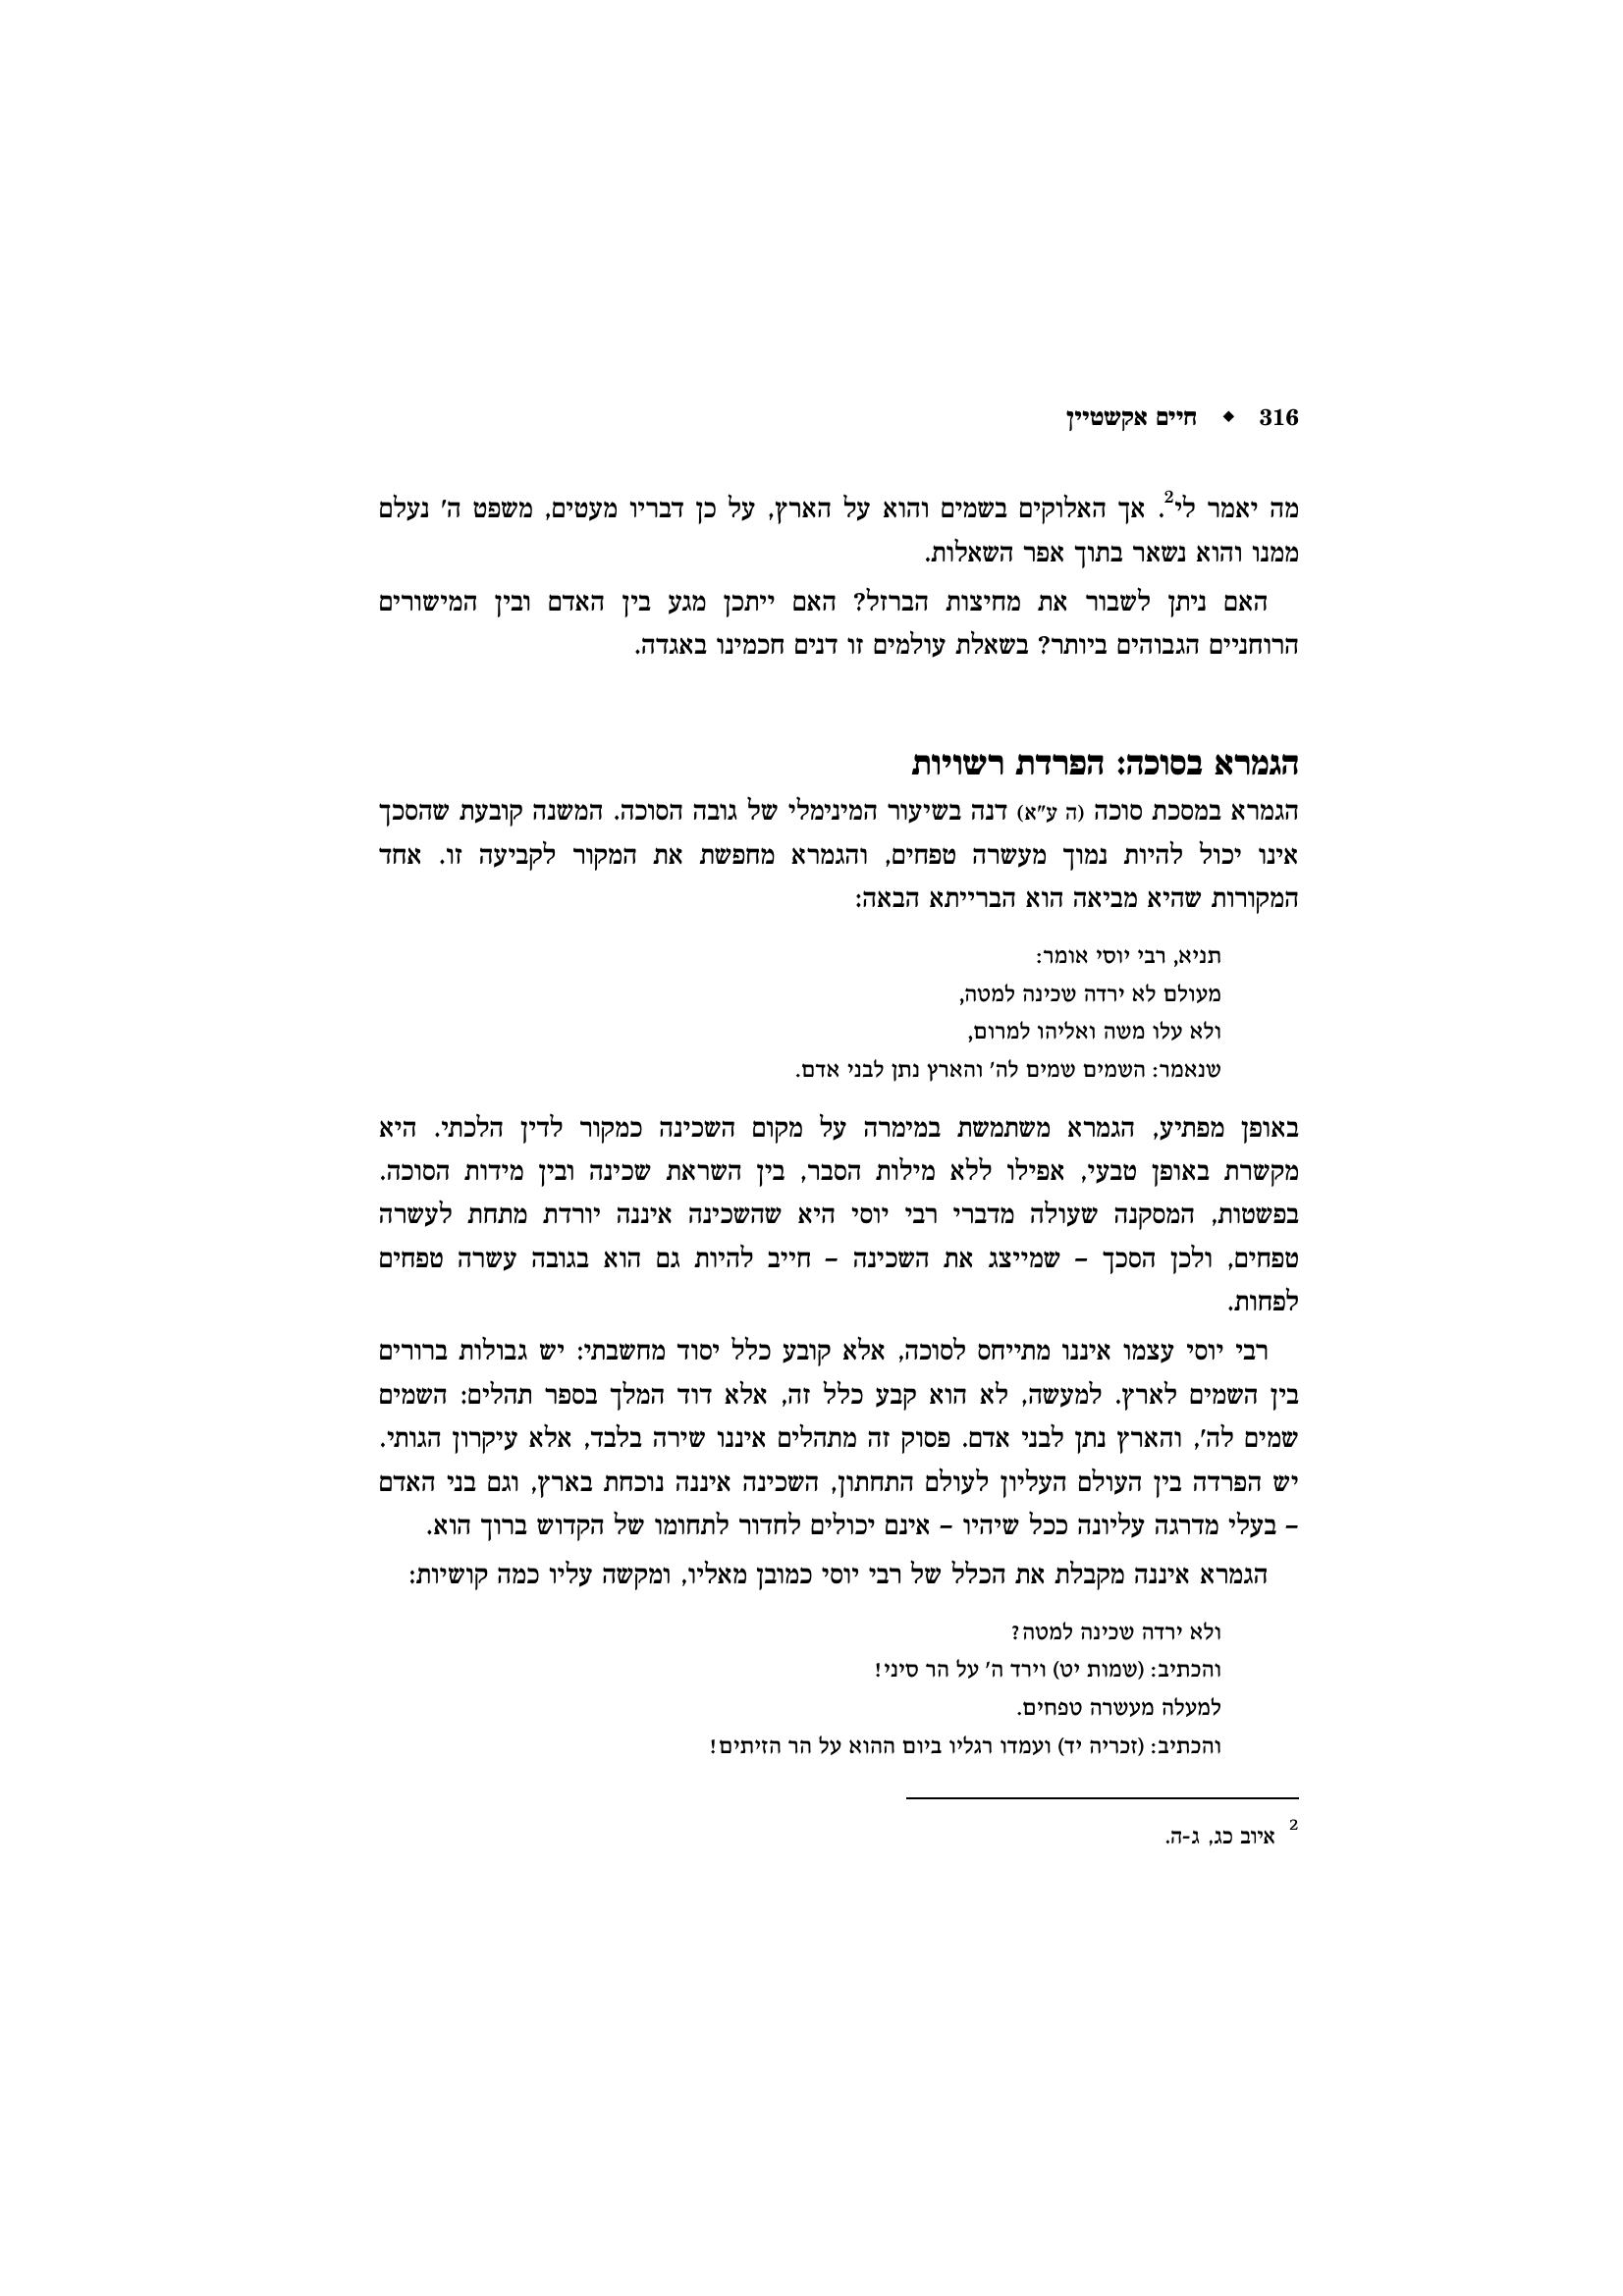 316 ◆ חיים אקשטיין
מה יאמר לי2. אך האלוקים בשמים והוא על הארץ, על כן דבריו מעטים, משפט ה' נעלם
ממנו והוא נשאר בתוך אפר השאלות.
האם ניתן לשבור את מחיצות הברזל? האם ייתכן מגע בין האדם ובין המישורים
הרוחניים הגבוהים ביותר? בשאלת עולמים זו דנים חכמינו באגדה.
הגמרא בסוכה: הפרדת רשויות
הגמרא במסכת סוכה (ה ע"א) דנה בשיעור המינימלי של גובה הסוכה. המשנה קובעת שהסכך
אינו יכול להיות נמוך מעשרה טפחים, והגמרא מחפשת את המקור לקביעה זו. אחד
המקורות שהיא מביאה הוא הברייתא הבאה:
תניא, רבי יוסי אומר:
מעולם לא ירדה שכינה למטה,
ולא עלו משה ואליהו למרום,
שנאמר: השמים שמים לה' והארץ נתן לבני אדם.
באופן מפתיע, הגמרא משתמשת במימרה על מקום השכינה כמקור לדין הלכתי. היא
מקשרת באופן טבעי, אפילו ללא מילות הסבר, בין השראת שכינה ובין מידות הסוכה.
בפשטות, המסקנה שעולה מדברי רבי יוסי היא שהשכינה איננה יורדת מתחת לעשרה
טפחים, ולכן הסכך – שמייצג את השכינה – חייב להיות גם הוא בגובה עשרה טפחים
לפחות.
רבי יוסי עצמו איננו מתייחס לסוכה, אלא קובע כלל יסוד מחשבתי: יש גבולות ברורים
בין השמים לארץ. למעשה, לא הוא קבע כלל זה, אלא דוד המלך בספר תהלים: השמים
שמים לה', והארץ נתן לבני אדם. פסוק זה מתהלים איננו שירה בלבד, אלא עיקרון הגותי.
יש הפרדה בין העולם העליון לעולם התחתון, השכינה איננה נוכחת בארץ, וגם בני האדם
– בעלי מדרגה עליונה ככל שיהיו – אינם יכולים לחדור לתחומו של הקדוש ברוך הוא.
הגמרא איננה מקבלת את הכלל של רבי יוסי כמובן מאליו, ומקשה עליו כמה קושיות:
ולא ירדה שכינה למטה?
והכתיב: (שמות יט) וירד ה' על הר סיני!
למעלה מעשרה טפחים.
והכתיב: (זכריה יד) ועמדו רגליו ביום ההוא על הר הזיתים!
2 איוב כג, ג-ה.